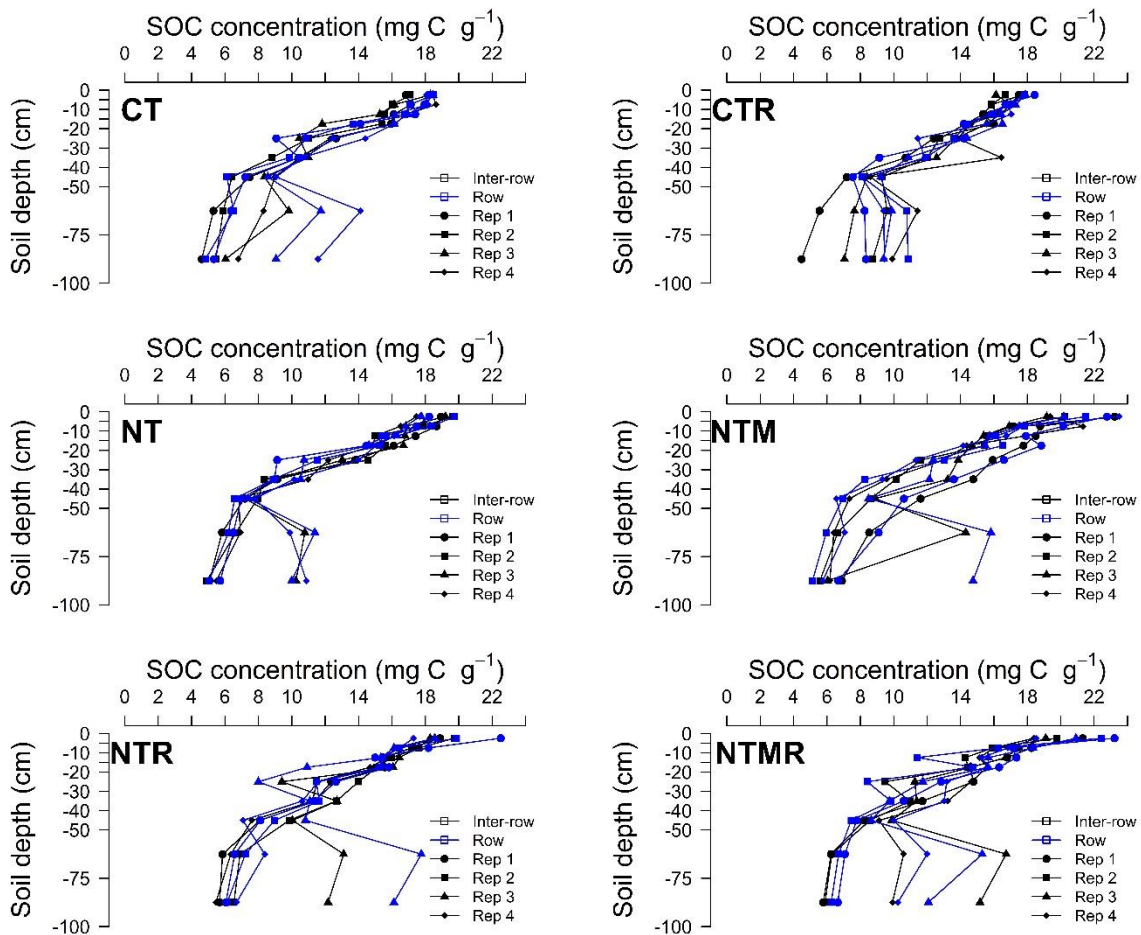 SOC concentration (mg C g⁻¹)
0 2 4 6 8 10 14 18 22
Soil depth (cm)
0
-10
-20
-30
-40
-50
-75
-100
CT
Inter-row
Row
Rep 1
Rep 2
Rep 3
Rep 4
SOC concentration (mg C g⁻¹)
0 2 4 6 8 10 14 18 22
Soil depth (cm)
0
-10
-20
-30
-40
-50
-75
-100
CTR
Inter-row
Row
Rep 1
Rep 2
Rep 3
Rep 4
SOC concentration (mg C g⁻¹)
0 2 4 6 8 10 14 18 22
Soil depth (cm)
0
-10
-20
-30
-40
-50
-75
-100
NT
Inter-row
Row
Rep 1
Rep 2
Rep 3
Rep 4
SOC concentration (mg C g⁻¹)
0 2 4 6 8 10 14 18 22
Soil depth (cm)
0
-10
-20
-30
-40
-50
-75
-100
NTM
Inter-row
Row
Rep 1
Rep 2
Rep 3
Rep 4
SOC concentration (mg C g⁻¹)
0 2 4 6 8 10 14 18 22
Soil depth (cm)
0
-10
-20
-30
-40
-50
-75
-100
NTR
Inter-row
Row
Rep 1
Rep 2
Rep 3
Rep 4
SOC concentration (mg C g⁻¹)
0 2 4 6 8 10 14 18 22
Soil depth (cm)
0
-10
-20
-30
-40
-50
-75
-100
NTMR
Inter-row
Row
Rep 1
Rep 2
Rep 3
Rep 4